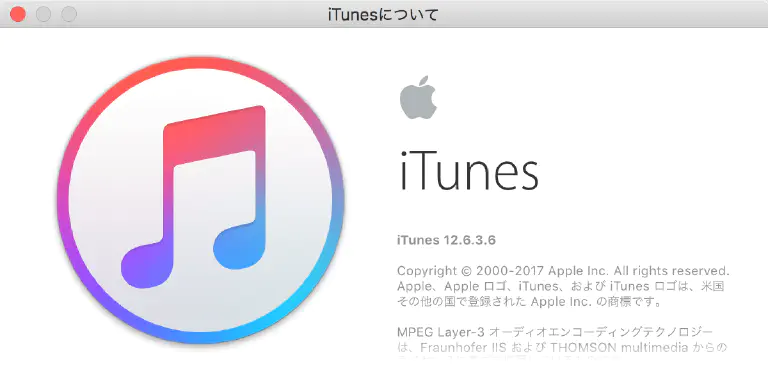 iTunesについて
iTunes
iTunes 12.6.3.6
Copyright © 2000-2017 Apple Inc. All rights reserved.
Apple、Apple ロゴ、iTunes、および iTunes ロゴは、米国
その他の国で登録された Apple Inc. の商標です。
MPEG Layer-3 オーディオエンコーディングテクノロジー
は、Fraunhofer IIS および THOMSON multimedia からの